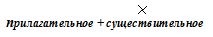 ×
прилагательное + существительное